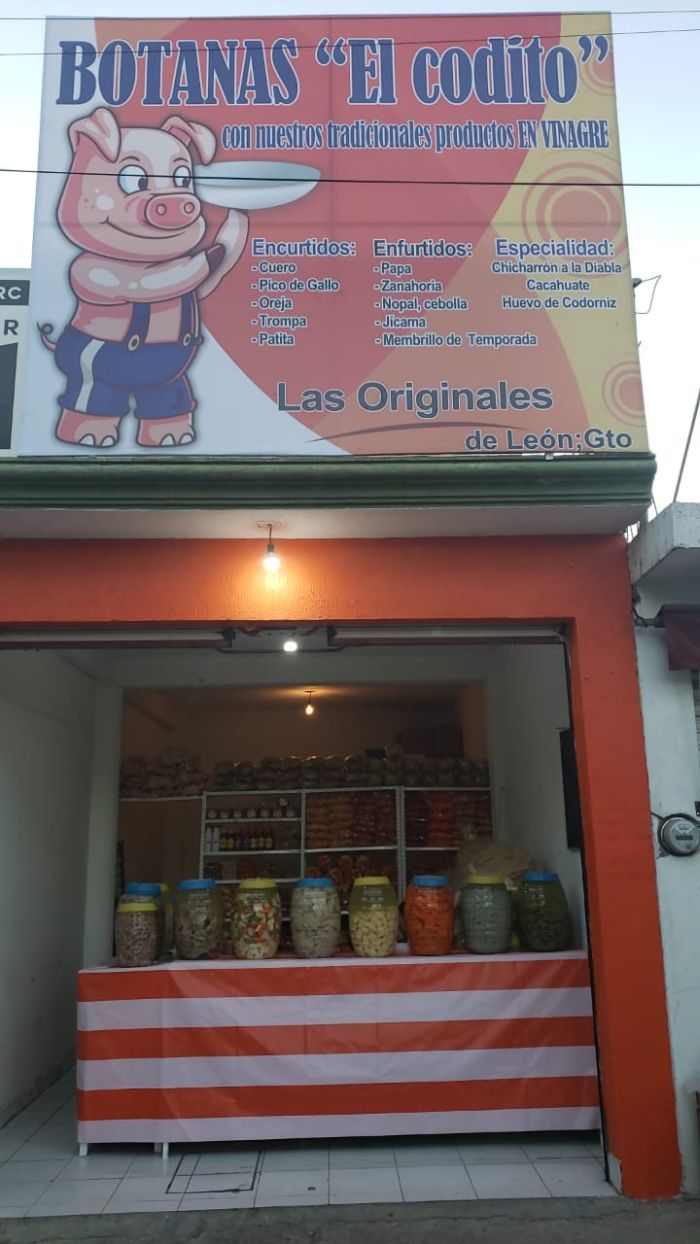 BOTANAS "El codito"
con nuestros tradicionales productos EN VINAGRE
Encurtidos:
- Cuero
- Pico de Gallo
- Oreja
- Trompa
- Patita
Enfurtidos:
- Papa
- Zanahoria
- Nopal, cebolla
- Jicama
- Membrillo de Temporada
Especialidad:
Chicharrón a la Diabla
Cacahuate
Huevo de Codorniz
Las Originales
de León;Gto
RC
R